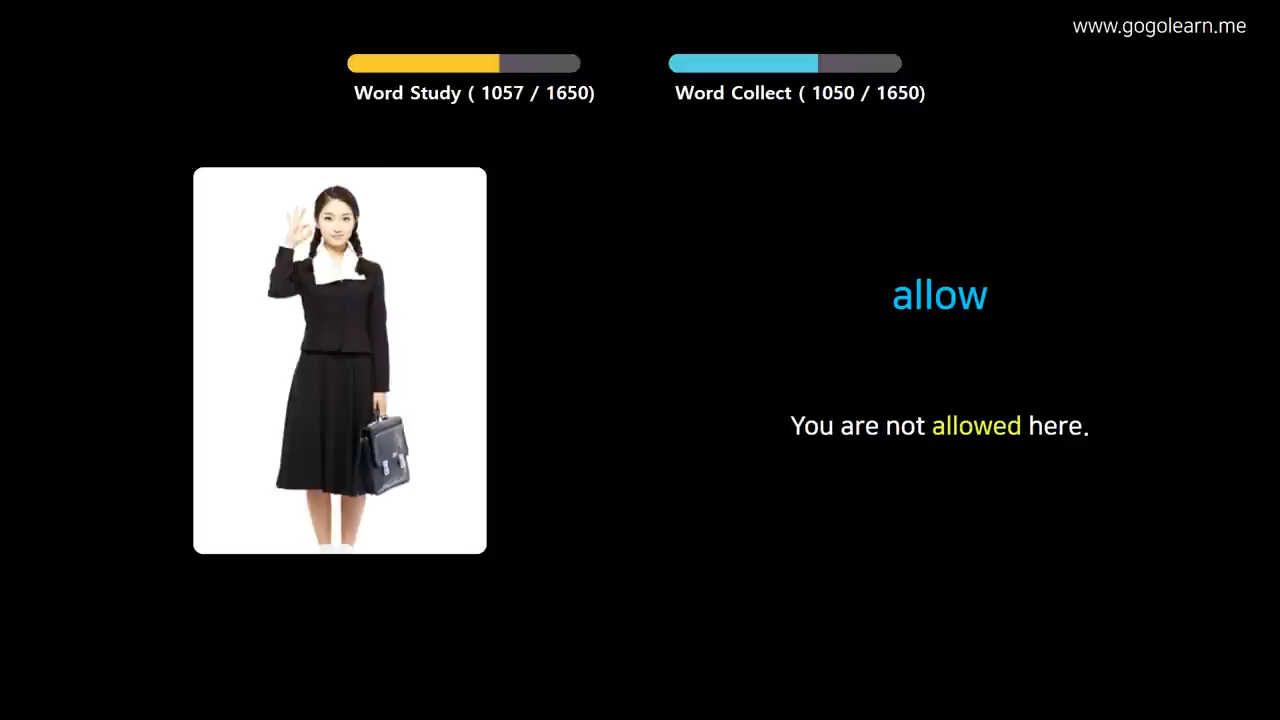 www.gogolearn.me
Word Study ( 1057 / 1650)
Word Collect ( 1050 / 1650)
allow
You are not allowed here.